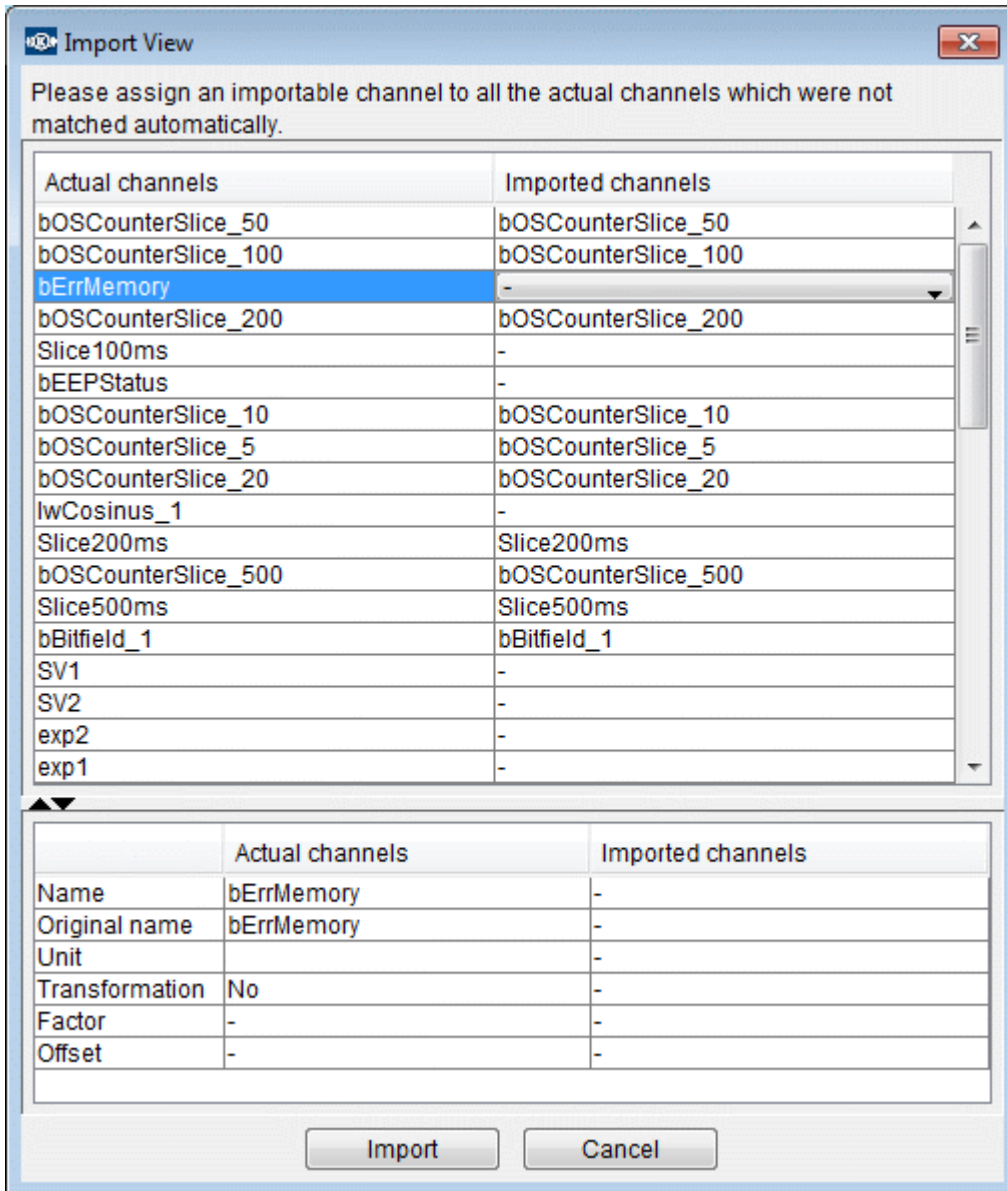 Import View
Please assign an importable channel to all the actual channels which were not
matched automatically.
Actual channels Imported channels
bOSCounterSlice_50 bOSCounterSlice_50
bOSCounterSlice_100 bOSCounterSlice_100
bErrMemory -
bOSCounterSlice_200 bOSCounterSlice_200
Slice100ms -
bEEPStatus -
bOSCounterSlice_10 bOSCounterSlice_10
bOSCounterSlice_5 bOSCounterSlice_5
bOSCounterSlice_20 bOSCounterSlice_20
lwCosinus_1 -
Slice200ms Slice200ms
bOSCounterSlice_500 bOSCounterSlice_500
Slice500ms Slice500ms
bBitfield_1 bBitfield_1
SV1 -
SV2 -
exp2 -
exp1 -
Actual channels Imported channels
Name bErrMemory -
Original name bErrMemory -
Unit -
Transformation No -
Factor - -
Offset - -
Import Cancel